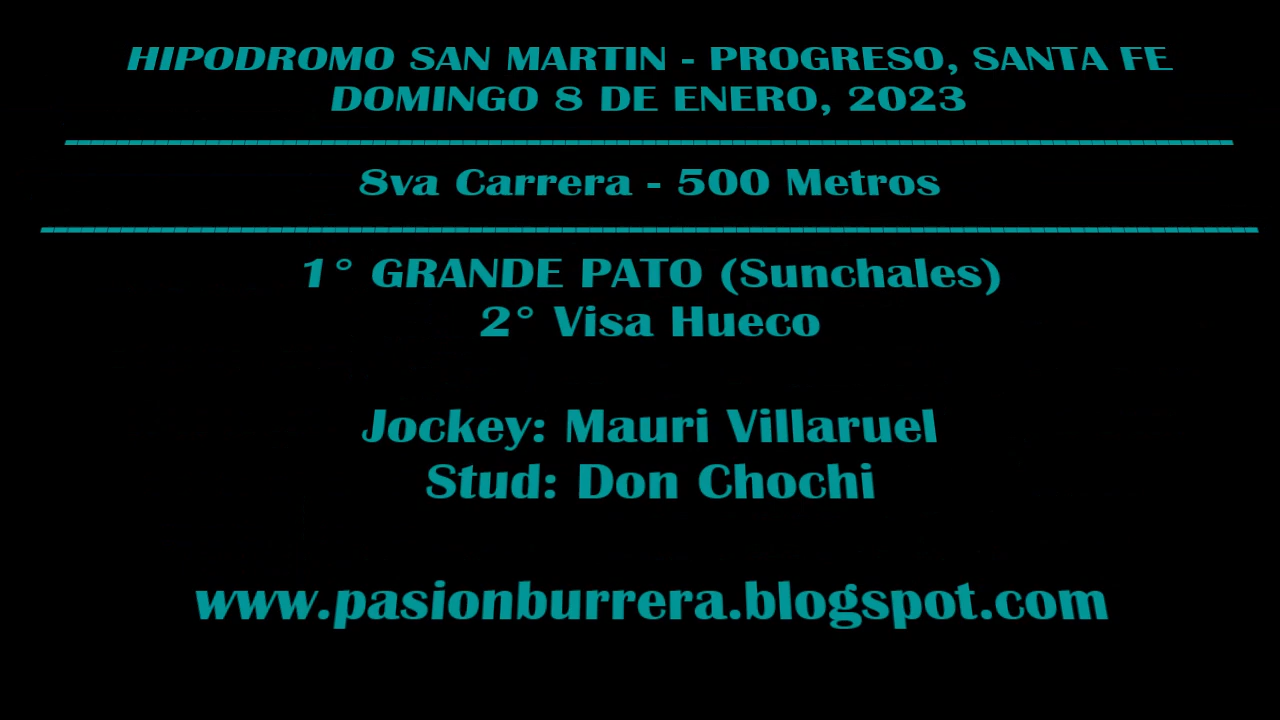 HIPODROMO SAN MARTIN - PROGRESO, SANTA FE
DOMINGO 8 DE ENERO, 2023
8va Carrera - 500 Metros
1° GRANDE PATO (Sunchales)
2° Visa Hueco
Jockey: Mauri Villaruel
Stud: Don Chochi
www.pasionburrera.blogspot.com